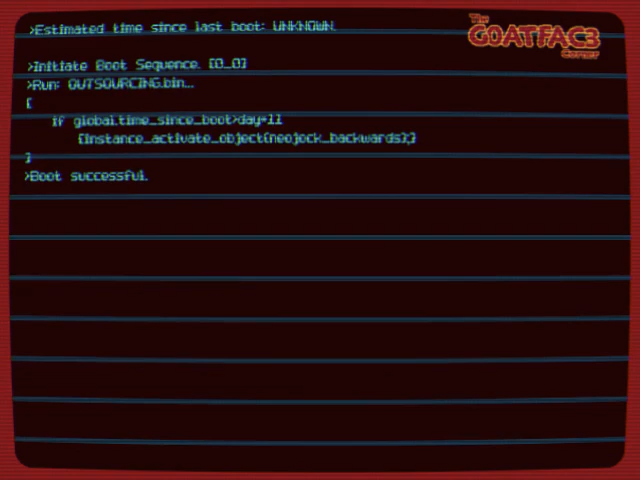 >Estimated time since last boot: UNKNOWN.
The
GOATFAC3
Corner
>Initiate Boot Sequence. [0_0]
>Run: OUTSOURCING.bin...
{
if global.time_since_boot>day=11
{instance_activate_object(neojock_backwards);}
}
>Boot successful.